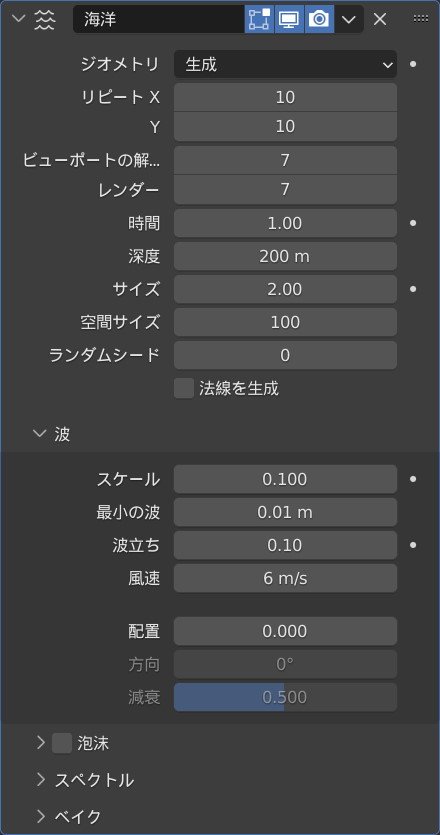 海洋
ジオメトリ 生成
リピート X 10
Y 10
ビューポートの解... 7
レンダー 7
時間 1.00
深度 200 m
サイズ 2.00
空間サイズ 100
ランダムシード 0
法線を生成
波
スケール 0.100
最小の波 0.01 m
波立ち 0.10
風速 6 m/s
配置 0.000
方向 0°
減衰 0.500
泡沫
スペクトル
ベイク